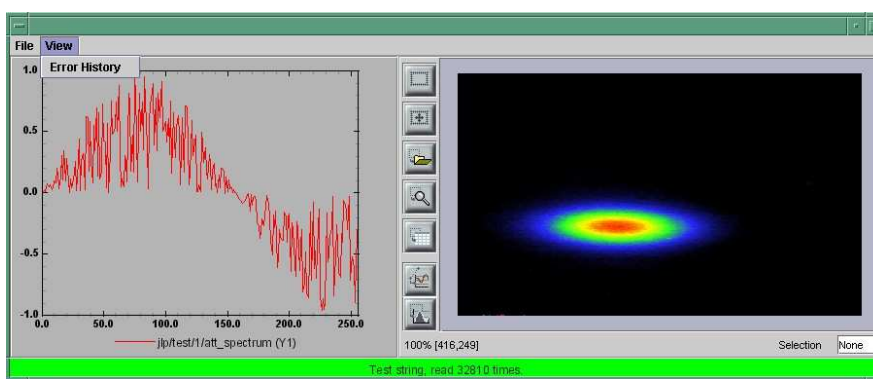 File View
Error History
1.0
0.5
0.0
-0.5
-1.0
0.0 50.0 100.0 150.0 200.0 250.0
jlp/test/1/att_spectrum (Y1)
100% [416,249] Selection None
Test string, read 32810 times.